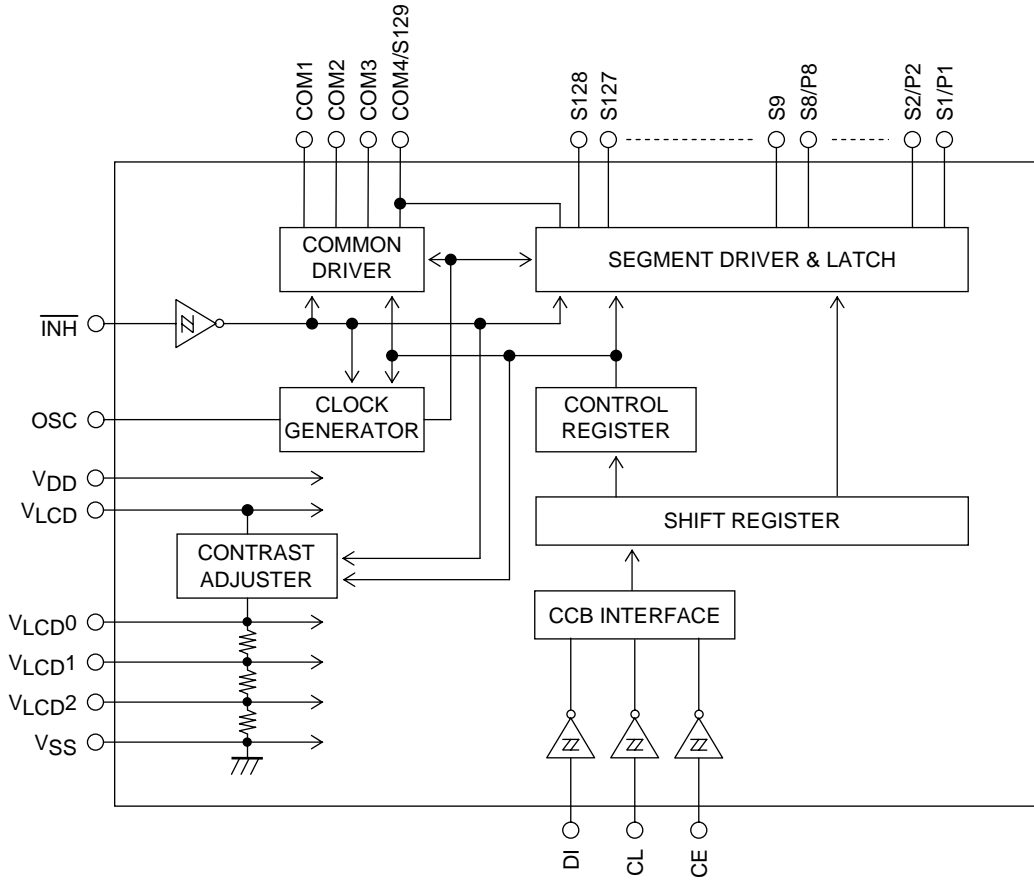 COM1
COM2
COM3
COM4/S129
S128
S127
S9
S8/P8
S2/P2
S1/P1
COMMON
DRIVER
SEGMENT DRIVER & LATCH
INH
OSC
CLOCK
GENERATOR
CONTROL
REGISTER
VDD
VLCD
SHIFT REGISTER
CONTRAST
ADJUSTER
CCB INTERFACE
VLCD0
VLCD1
VLCD2
VSS
DI
CL
CE